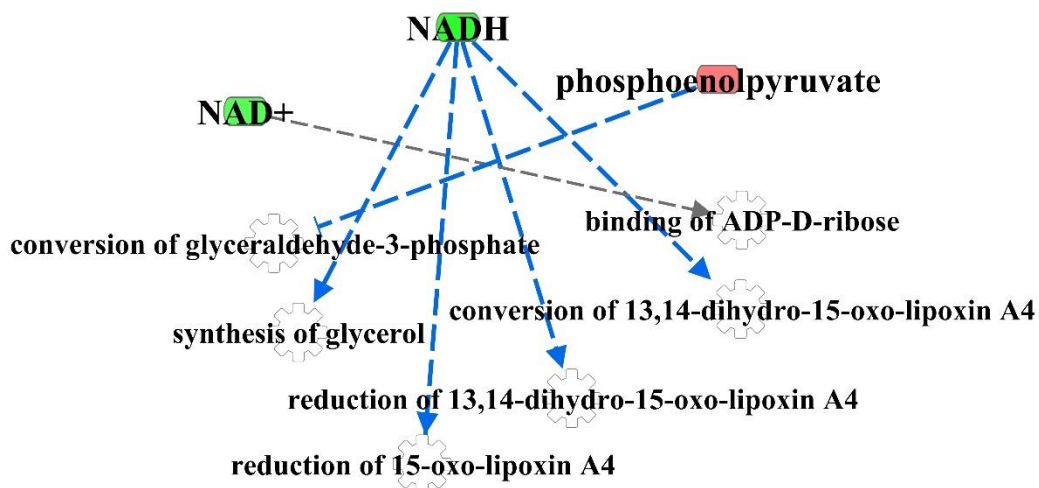 NADH
phosphoenolpyruvate
NAD+
binding of ADP-D-ribose
conversion of glyceraldehyde-3-phosphate
conversion of 13,14-dihydro-15-oxo-lipoxin A4
synthesis of glycerol
reduction of 13,14-dihydro-15-oxo-lipoxin A4
reduction of 15-oxo-lipoxin A4